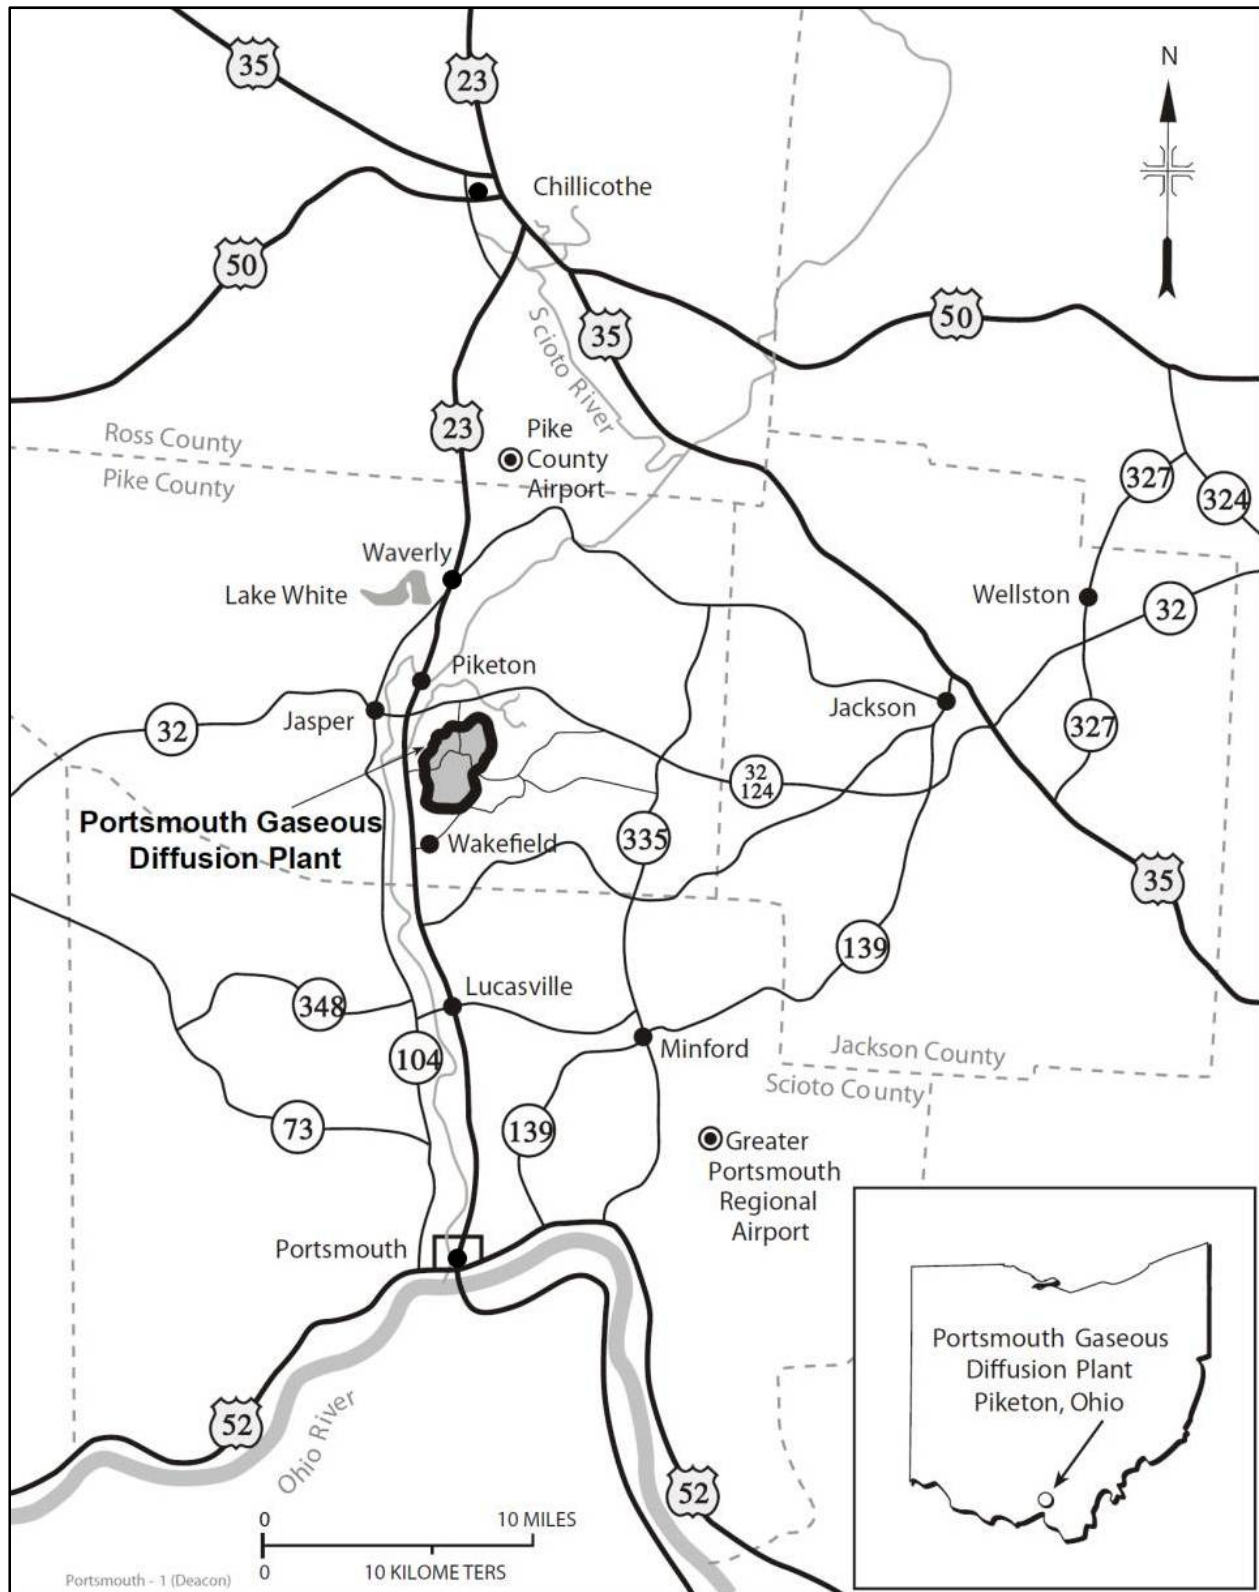 35
23
N
Chillicothe
50
50
35
Scioto River
23
Pike
County
Airport
Ross County
Pike County
327
324
Waverly
Lake White
Wellston
32
Piketon
Jasper
Jackson
32
327
32
124
Portsmouth Gaseous
Diffusion Plant
Wakefield
335
35
139
Lucasville
348
Minford
Jackson County
104
Scioto County
73
139
Greater
Portsmouth
Regional
Airport
Portsmouth
Portsmouth Gaseous
Diffusion Plant
Piketon, Ohio
52
Ohio River
52
0
10 MILES
0
10 KILOMETERS
Portsmouth - 1 (Deacon)